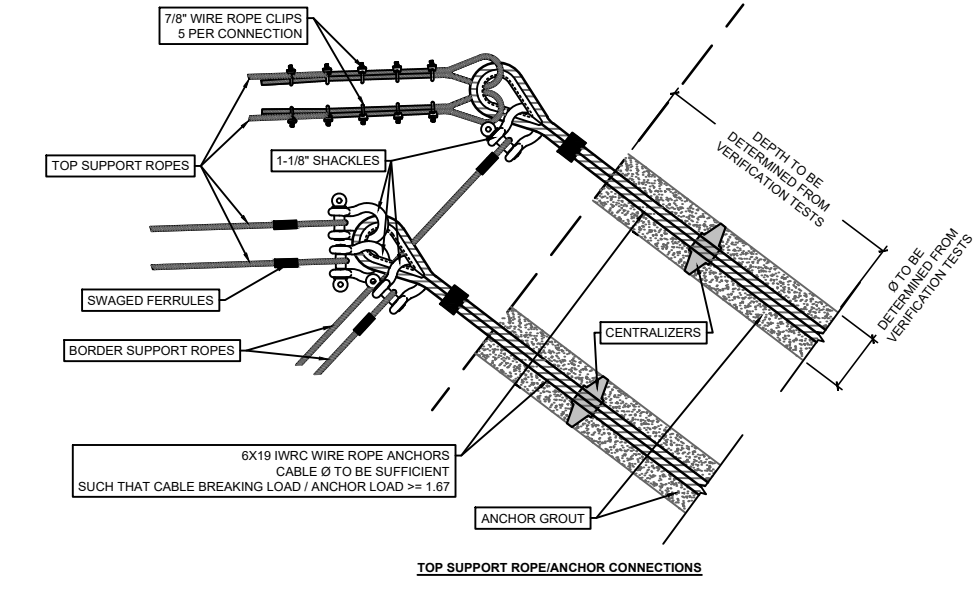 7/8" WIRE ROPE CLIPS
5 PER CONNECTION
TOP SUPPORT ROPES
1-1/8" SHACKLES
DEPTH TO BE
DETERMINED FROM
VERIFICATION TESTS
Ø TO BE
DETERMINED FROM
VERIFICATION TESTS
SWAGED FERRULES
CENTRALIZERS
BORDER SUPPORT ROPES
6X19 IWRC WIRE ROPE ANCHORS
CABLE Ø TO BE SUFFICIENT
SUCH THAT CABLE BREAKING LOAD / ANCHOR LOAD >= 1.67
ANCHOR GROUT
TOP SUPPORT ROPE/ANCHOR CONNECTIONS